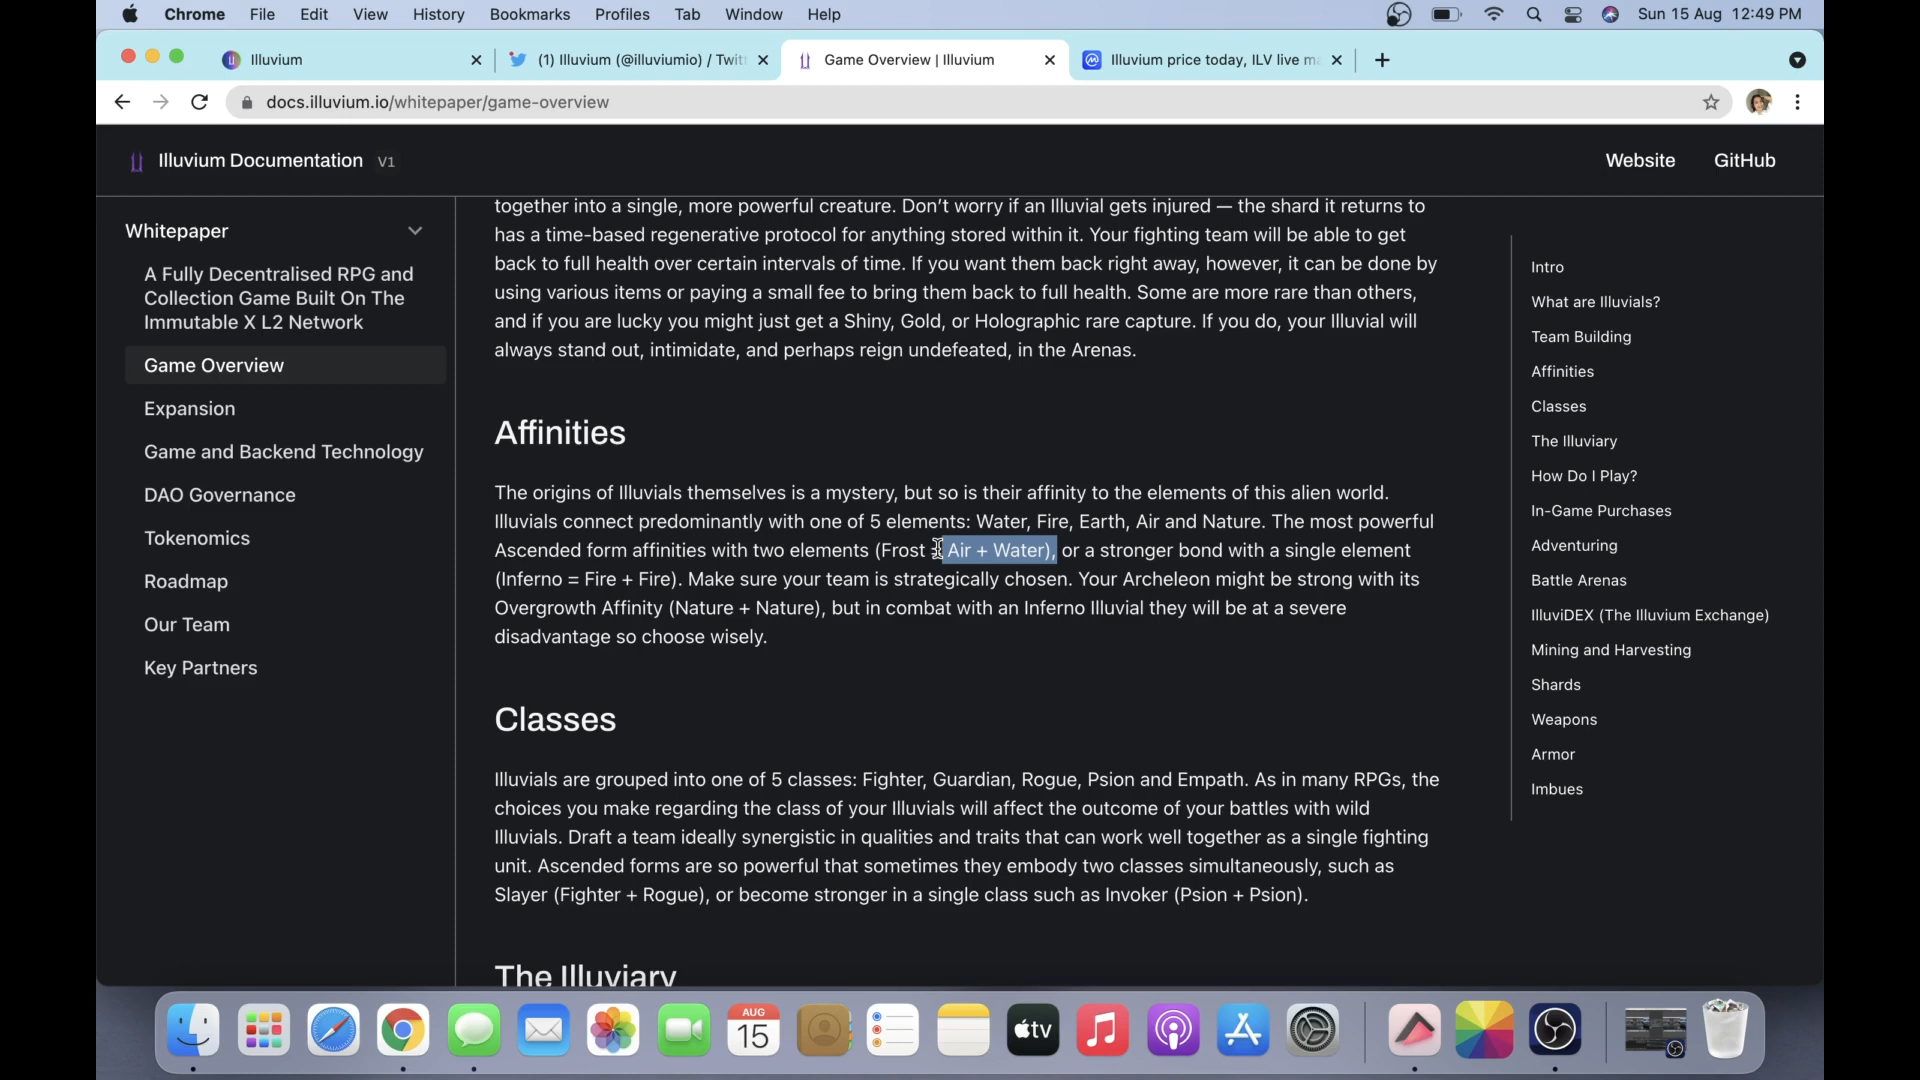 Chrome File Edit View History Bookmarks Profiles Tab Window Help Sun 15 Aug 12:49 PM
Illuvium (1) Illuvium (@illuviumio) / Twitt Game Overview | Illuvium Illuvium price today, ILV live ma
docs.illuvium.io/whitepaper/game-overview
Illuvium Documentation V1 Website GitHub
Whitepaper
A Fully Decentralised RPG and
Collection Game Built On The
Immutable X L2 Network
Game Overview
Expansion
Game and Backend Technology
DAO Governance
Tokenomics
Roadmap
Our Team
Key Partners
together into a single, more powerful creature. Don’t worry if an Illuvial gets injured — the shard it returns to
has a time-based regenerative protocol for anything stored within it. Your fighting team will be able to get
back to full health over certain intervals of time. If you want them back right away, however, it can be done by
using various items or paying a small fee to bring them back to full health. Some are more rare than others,
and if you are lucky you might just get a Shiny, Gold, or Holographic rare capture. If you do, your Illuvial will
always stand out, intimidate, and perhaps reign undefeated, in the Arenas.
Affinities
The origins of Illuvials themselves is a mystery, but so is their affinity to the elements of this alien world.
Illuvials connect predominantly with one of 5 elements: Water, Fire, Earth, Air and Nature. The most powerful
Ascended form affinities with two elements (Frost = Air + Water), or a stronger bond with a single element
(Inferno = Fire + Fire). Make sure your team is strategically chosen. Your Archeleon might be strong with its
Overgrowth Affinity (Nature + Nature), but in combat with an Inferno Illuvial they will be at a severe
disadvantage so choose wisely.
Classes
Illuvials are grouped into one of 5 classes: Fighter, Guardian, Rogue, Psion and Empath. As in many RPGs, the
choices you make regarding the class of your Illuvials will affect the outcome of your battles with wild
Illuvials. Draft a team ideally synergistic in qualities and traits that can work well together as a single fighting
unit. Ascended forms are so powerful that sometimes they embody two classes simultaneously, such as
Slayer (Fighter + Rogue), or become stronger in a single class such as Invoker (Psion + Psion).
The Illuviary
Intro
What are Illuvials?
Team Building
Affinities
Classes
The Illuviary
How Do I Play?
In-Game Purchases
Adventuring
Battle Arenas
IlluviDEX (The Illuvium Exchange)
Mining and Harvesting
Shards
Weapons
Armor
Imbues
AUG
15
tv